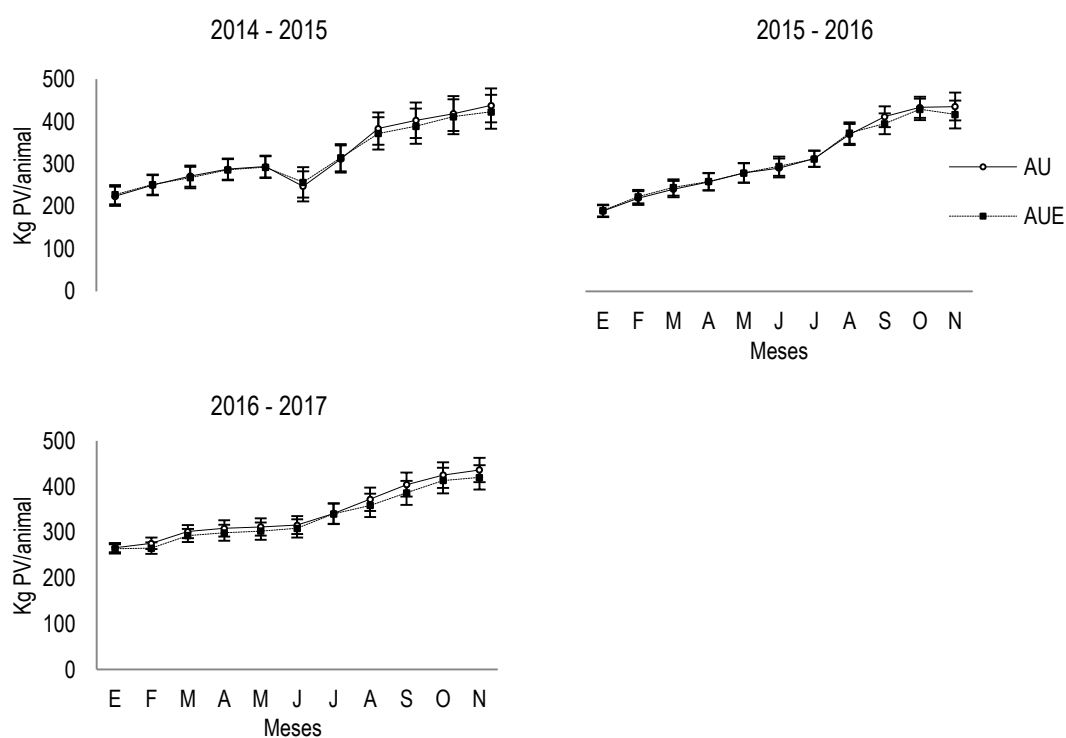 2014 - 2015
2015 - 2016
500
400
300
200
100
0
Kg PV/animal
AU
AUE
E F M A M J J A S O N
Meses
2016 - 2017
500
400
300
200
100
0
Kg PV/animal
E F M A M J J A S O N
Meses